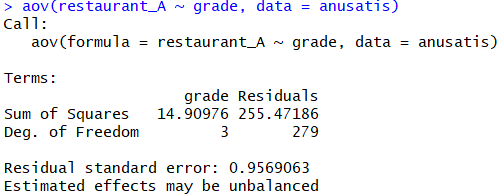 > aov(restaurant_A ~ grade, data = anusatis)
Call:
   aov(formula = restaurant_A ~ grade, data = anusatis)

Terms:
                    grade Residuals
Sum of Squares   14.90976 255.47186
Deg. of Freedom         3       279

Residual standard error: 0.9569063
Estimated effects may be unbalanced